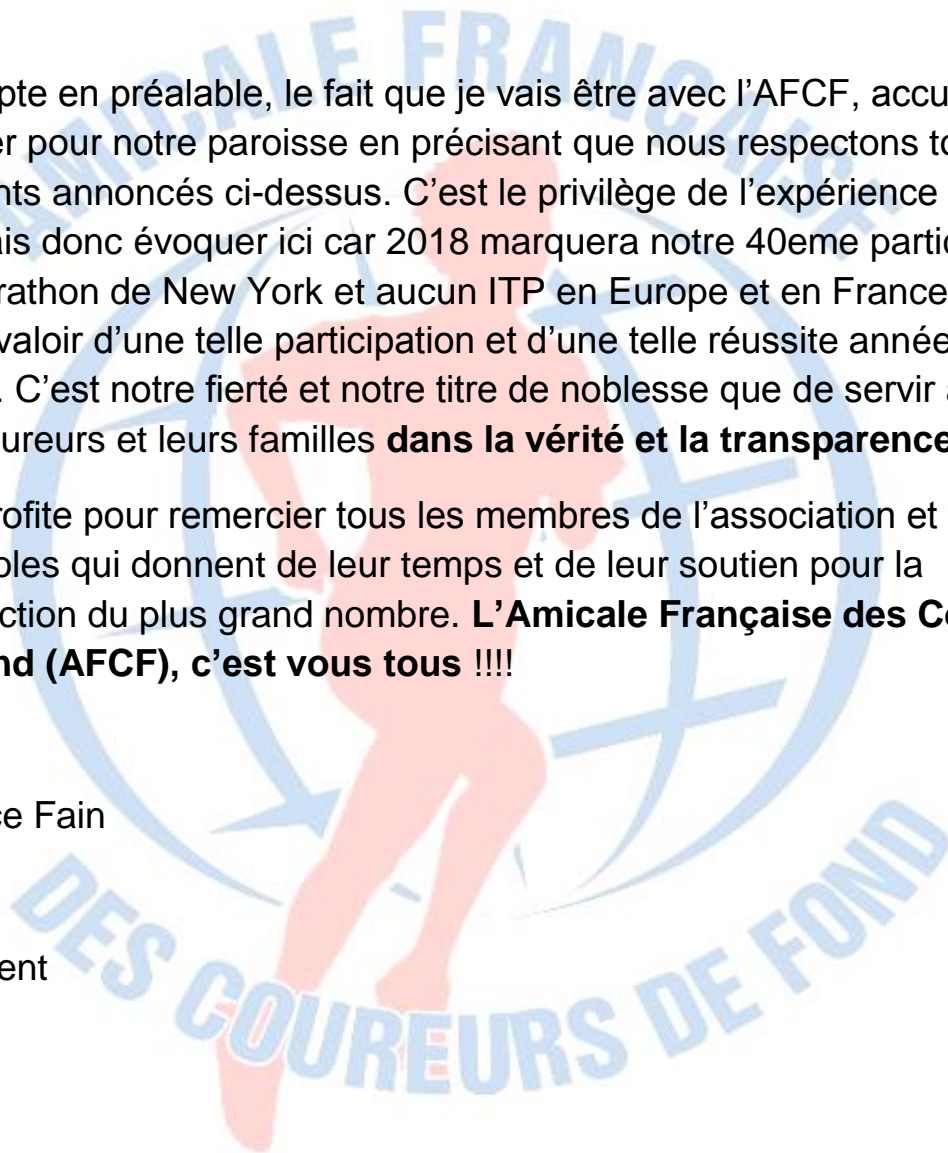 AMICALE FRANÇAISE
pte en préalable, le fait que je vais être avec l’AFCF, accu
er pour notre paroisse en précisant que nous respectons to
nts annoncés ci-dessus. C’est le privilège de l’expérience
ais donc évoquer ici car 2018 marquera notre 40eme partic
rathon de New York et aucun ITP en Europe et en France
valoir d’une telle participation et d’une telle réussite année
. C’est notre fierté et notre titre de noblesse que de servir a
ureurs et leurs familles dans la vérité et la transparence
rofite pour remercier tous les membres de l’association et
oles qui donnent de leur temps et de leur soutien pour la
ction du plus grand nombre. L’Amicale Française des Co
nd (AFCF), c’est vous tous !!!!
ce Fain
ent
DES COUREURS DE FOND